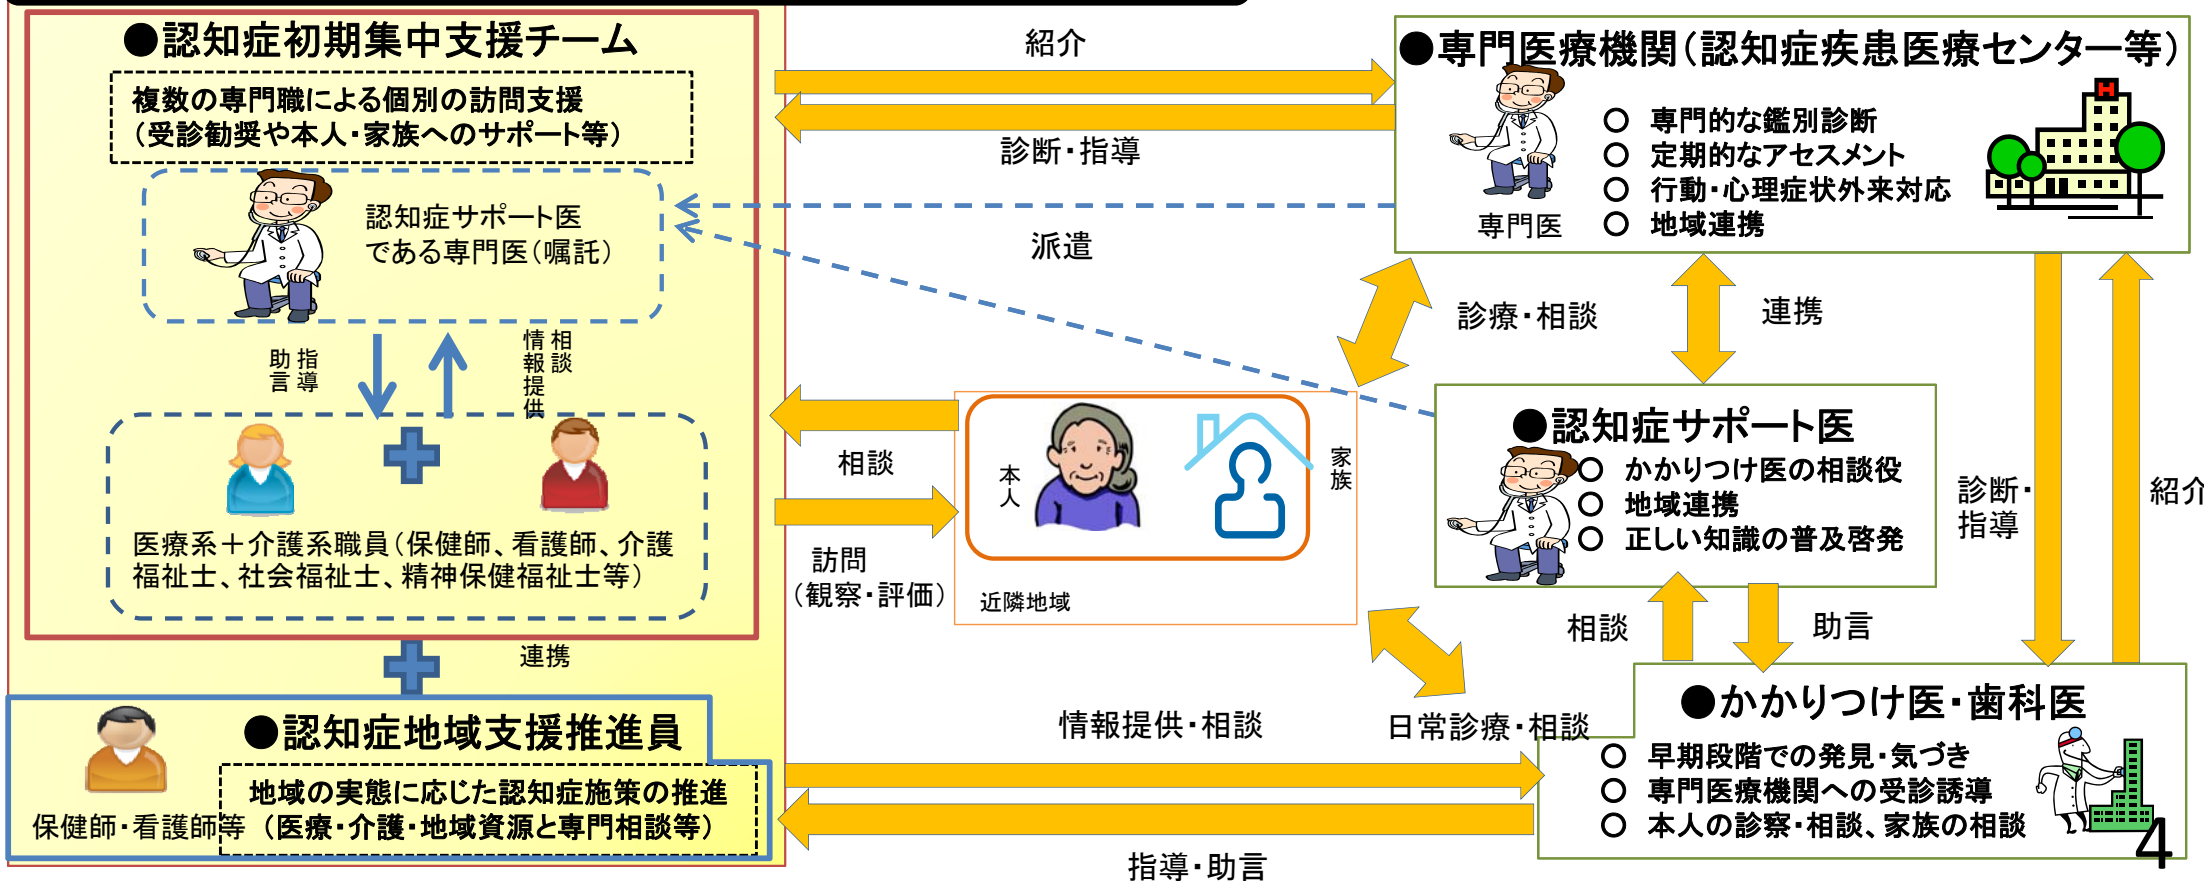 ●認知症初期集中支援チーム
複数の専門職による個別の訪問支援
（受診勧奨や本人・家族へのサポート等）
認知症サポート医
である専門医（嘱託）
指導
助言
相談
情報提供
医療系＋介護系職員（保健師、看護師、介護
福祉士、社会福祉士、精神保健福祉士等）
連携
●認知症地域支援推進員
地域の実態に応じた認知症施策の推進
（医療・介護・地域資源と専門相談等）
保健師・看護師等
紹介
診断・指導
派遣
相談
訪問
（観察・評価）
本人
家族
近隣地域
診療・相談
連携
●専門医療機関（認知症疾患医療センター等）
H
○ 専門的な鑑別診断
○ 定期的なアセスメント
○ 行動・心理症状外来対応
○ 地域連携
専門医
●認知症サポート医
○ かかりつけ医の相談役
○ 地域連携
○ 正しい知識の普及啓発
診断・
指導
紹介
相談
助言
情報提供・相談
日常診療・相談
指導・助言
●かかりつけ医・歯科医
○ 早期段階での発見・気づき
○ 専門医療機関への受診誘導
○ 本人の診察・相談、家族の相談
4